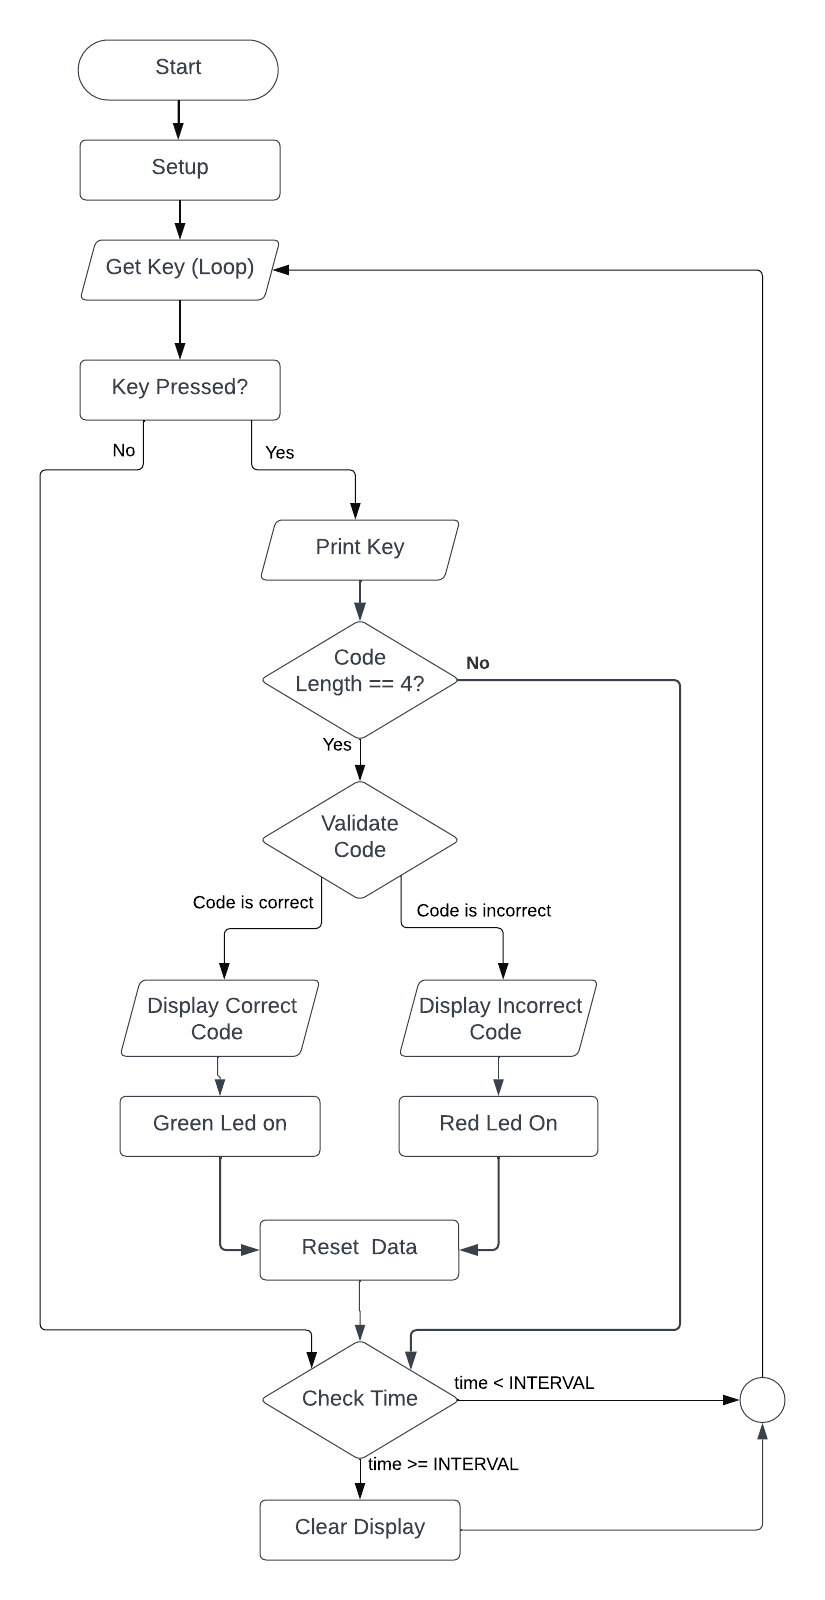 Start
Setup
Get Key (Loop)
Key Pressed?
No
Yes
Print Key
Code
Length == 4?
No
Yes
Validate
Code
Code is correct
Code is incorrect
Display Correct
Code
Display Incorrect
Code
Green Led on
Red Led On
Reset  Data
Check Time
time < INTERVAL
time >= INTERVAL
Clear Display